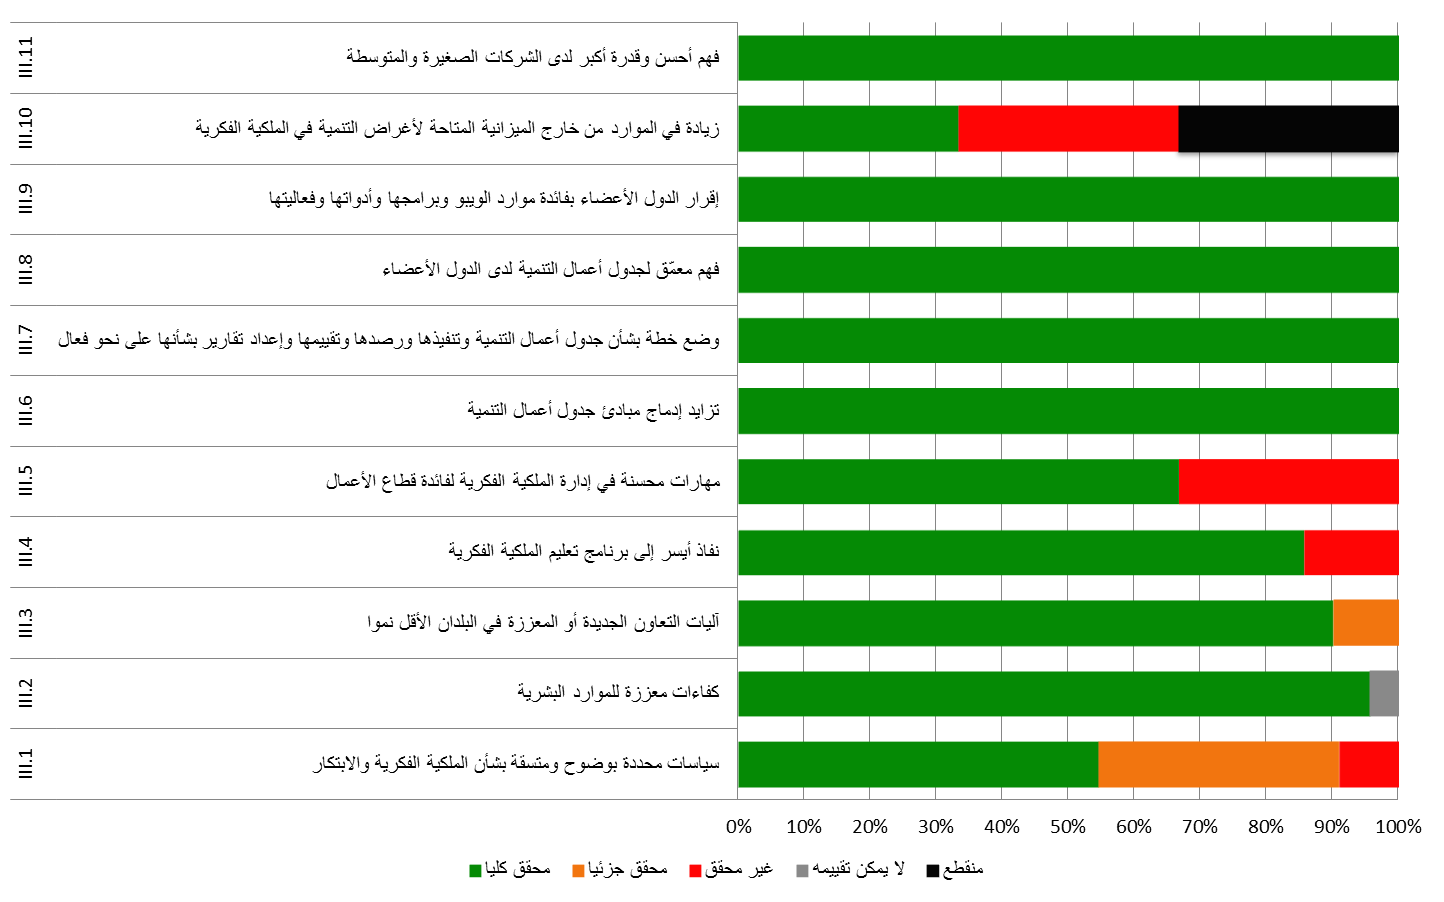 III.11 فهم أحسن وقدرة أكبر لدى الشركات الصغيرة والمتوسطة
III.10 زيادة في الموارد من خارج الميزانية المتاحة لأغراض التنمية في الملكية الفكرية
III.9 إقرار الدول الأعضاء بفائدة موارد الويبو وبرامجها وأدواتها وفعاليتها
III.8 فهم معمّق لجدول أعمال التنمية لدى الدول الأعضاء
III.7 وضع خطة بشأن جدول أعمال التنمية وتنفيذها ورصدها وتقييمها وإعداد تقارير بشأنها على نحو فعال
III.6 تزايد إدماج مبادئ جدول أعمال التنمية
III.5 مهارات محسنة في إدارة الملكية الفكرية لفائدة قطاع الأعمال
III.4 نفاذ أيسر إلى برنامج تعليم الملكية الفكرية
III.3 آليات التعاون الجديدة أو المعززة في البلدان الأقل نموا
III.2 كفاءات معززة للموارد البشرية
III.1 سياسات محددة بوضوح ومتسقة بشأن الملكية الفكرية والابتكار
0% 10% 20% 30% 40% 50% 60% 70% 80% 90% 100%
محقق كليا محقق جزئيا غير محقق لا يمكن تقييمه منقطع